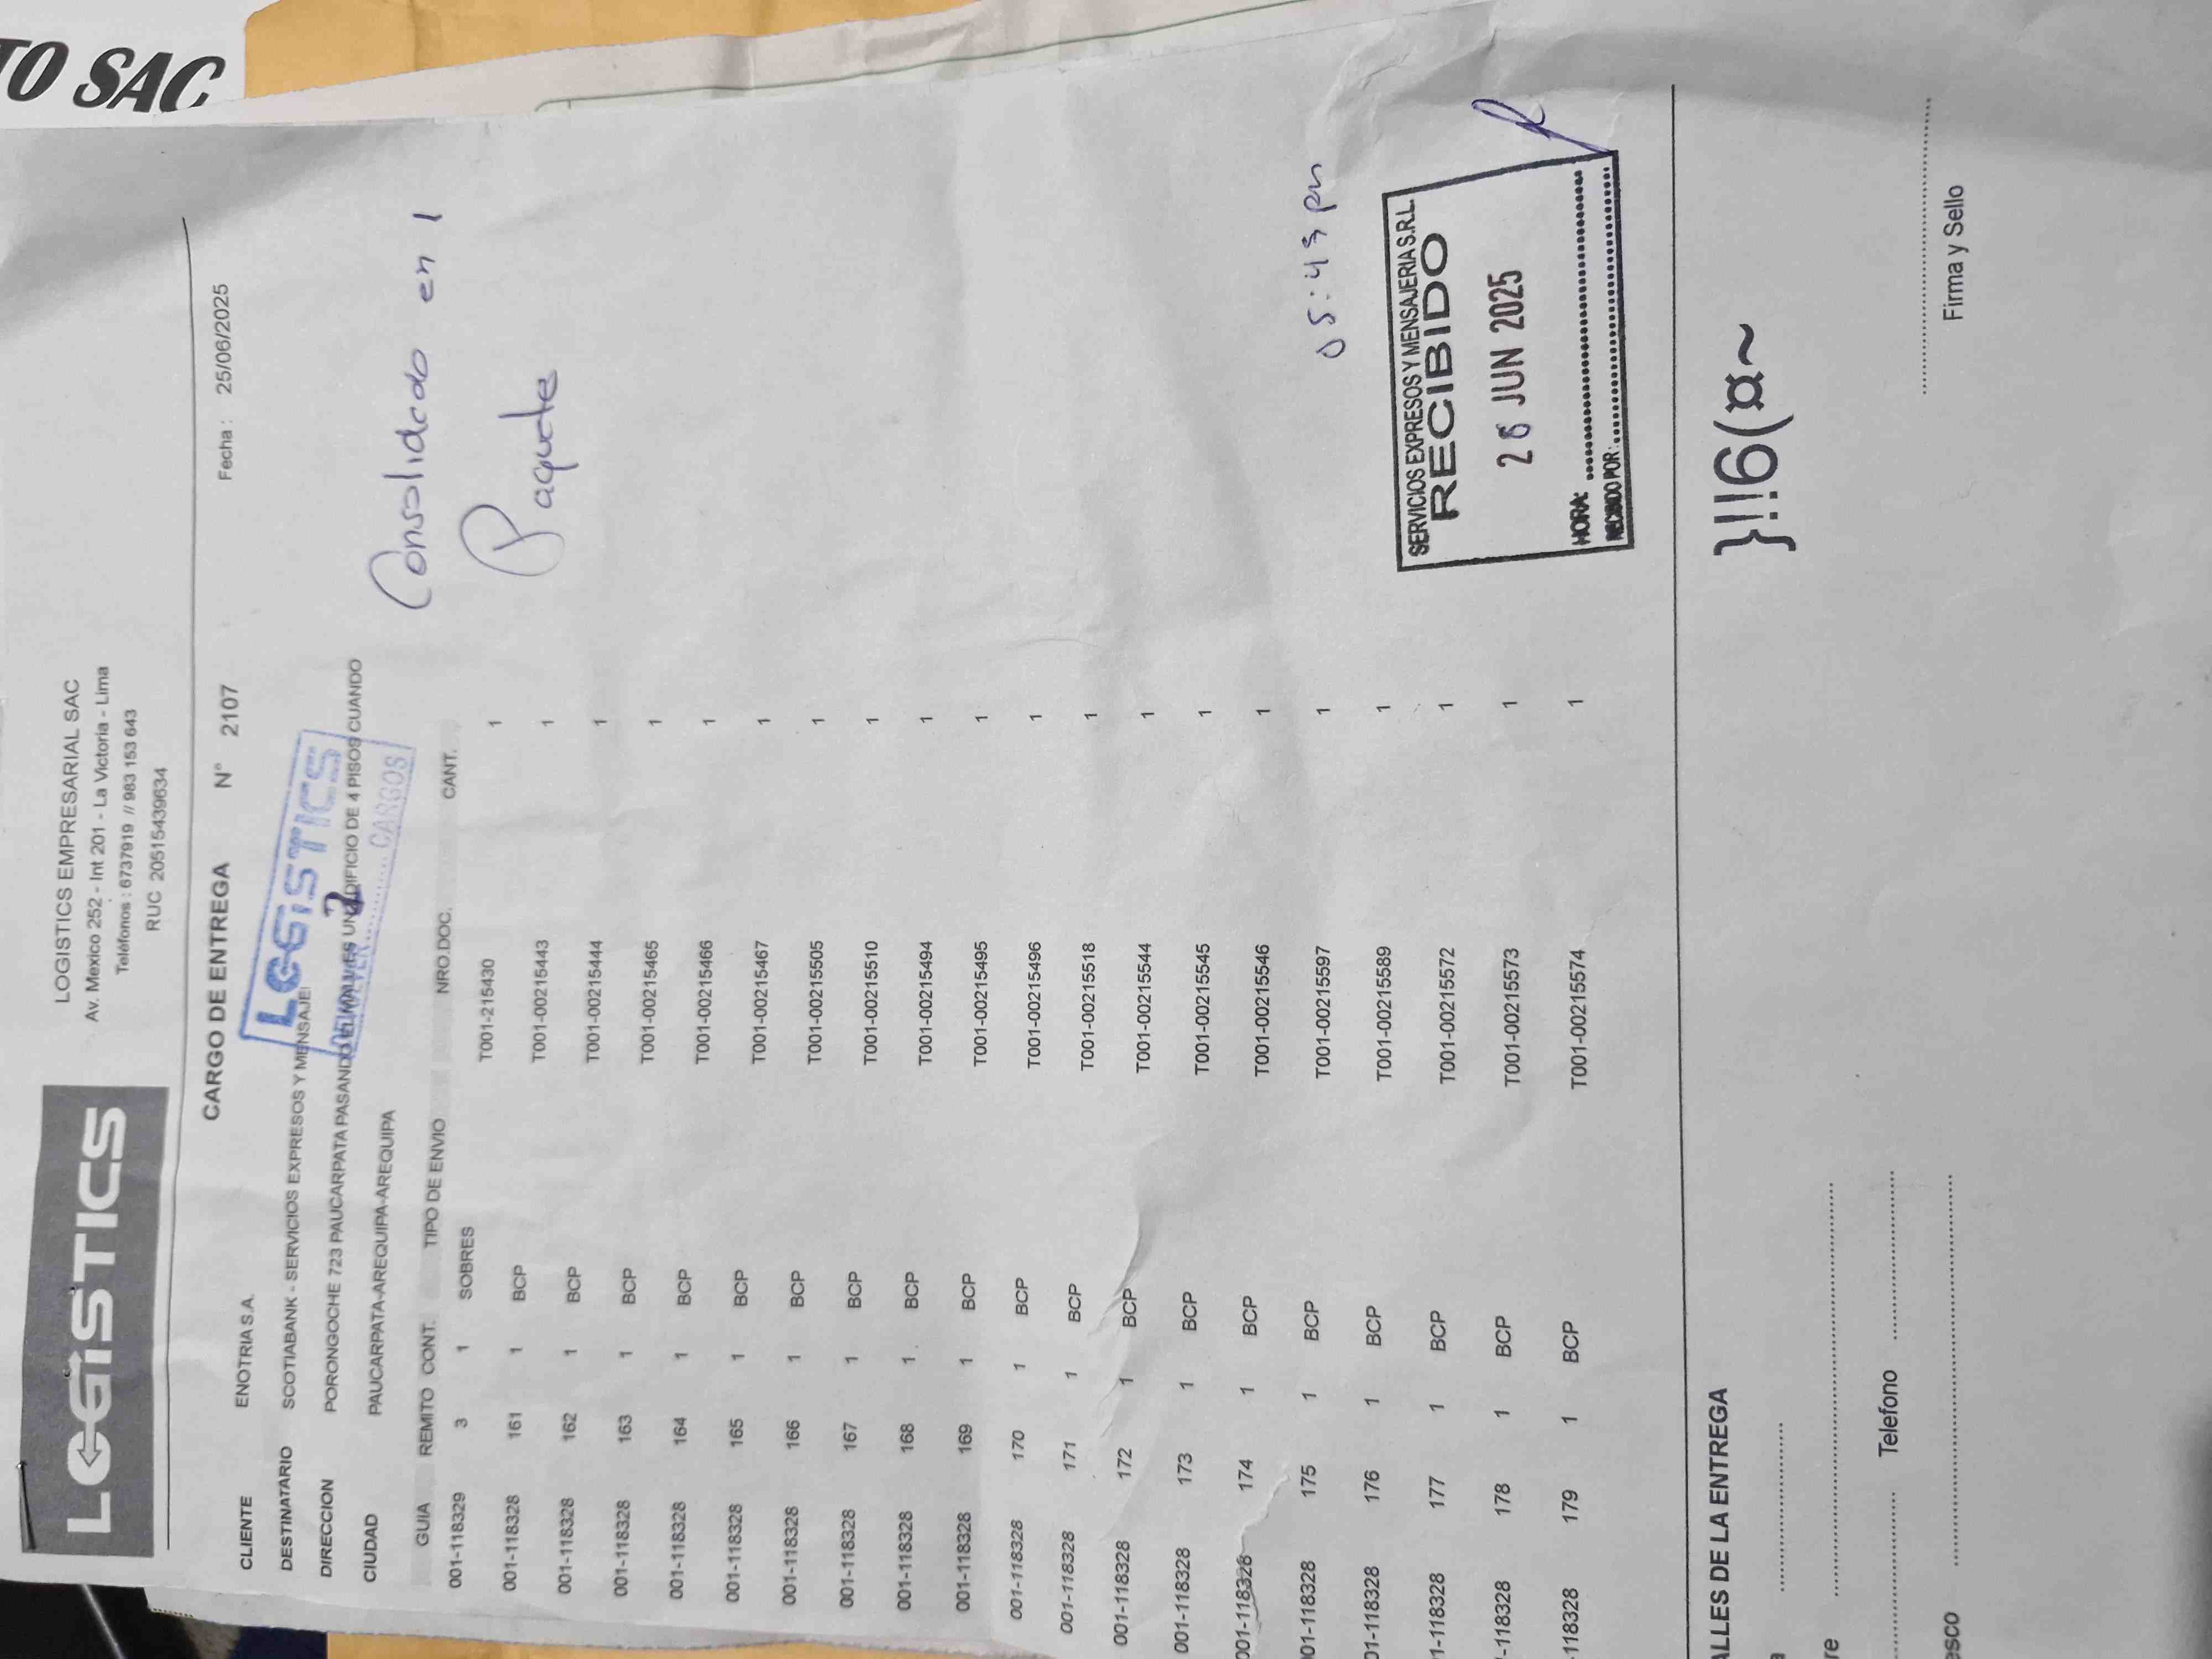 TO SAC
LOGISTICS
LOGISTICS EMPRESARIAL SAC
Av. Mexico 252 - Int 201 - La Victoria - Lima
Teléfonos : 6737919 // 983 153 643
RUC 20515439634
CARGO DE ENTREGA
N° 2107
Fecha : 25/06/2025
CLIENTE ENOTRIA S.A.
DESTINATARIO SCOTIABANK - SERVICIOS EXPRESOS Y MENSAJE
DIRECCION PORONGOCHE 723 PAUCARPATA PASANDO EL MALL ES UN EDIFICIO DE 4 PISOS CUANDO
CIUDAD PAUCARPATA-AREQUIPA-AREQUIPA
LOGISTICS
DEVOLVER CARGOS
2
Consolidado en 1
Paquete
GUIA REMITO CONT. TIPO DE ENVIO NRO.DOC. CANT.
001-118329 3 1 SOBRES T001-215430 1
001-118328 161 1 BCP T001-00215443 1
001-118328 162 1 BCP T001-00215444 1
001-118328 163 1 BCP T001-00215465 1
001-118328 164 1 BCP T001-00215466 1
001-118328 165 1 BCP T001-00215467 1
001-118328 166 1 BCP T001-00215505 1
001-118328 167 1 BCP T001-00215510 1
001-118328 168 1 BCP T001-00215494 1
001-118328 169 1 BCP T001-00215495 1
001-118328 170 1 BCP T001-00215496 1
001-118328 171 1 BCP T001-00215518 1
001-118328 172 1 BCP T001-00215544 1
001-118328 173 1 BCP T001-00215545 1
001-118328 174 1 BCP T001-00215546 1
01-118328 175 1 BCP T001-00215597 1
01-118328 176 1 BCP T001-00215589 1
1-118328 177 1 BCP T001-00215572 1
-118328 178 1 BCP T001-00215573 1
-118328 179 1 BCP T001-00215574 1
05:43 pm
SERVICIOS EXPRESOS Y MENSAJERIA S.R.L.
RECIBIDO
26 JUN 2025
HORA:
RECIBIDO POR:
ALLES DE LA ENTREGA
}!!6(¤~
a
re
Telefono
esco
Firma y Sello